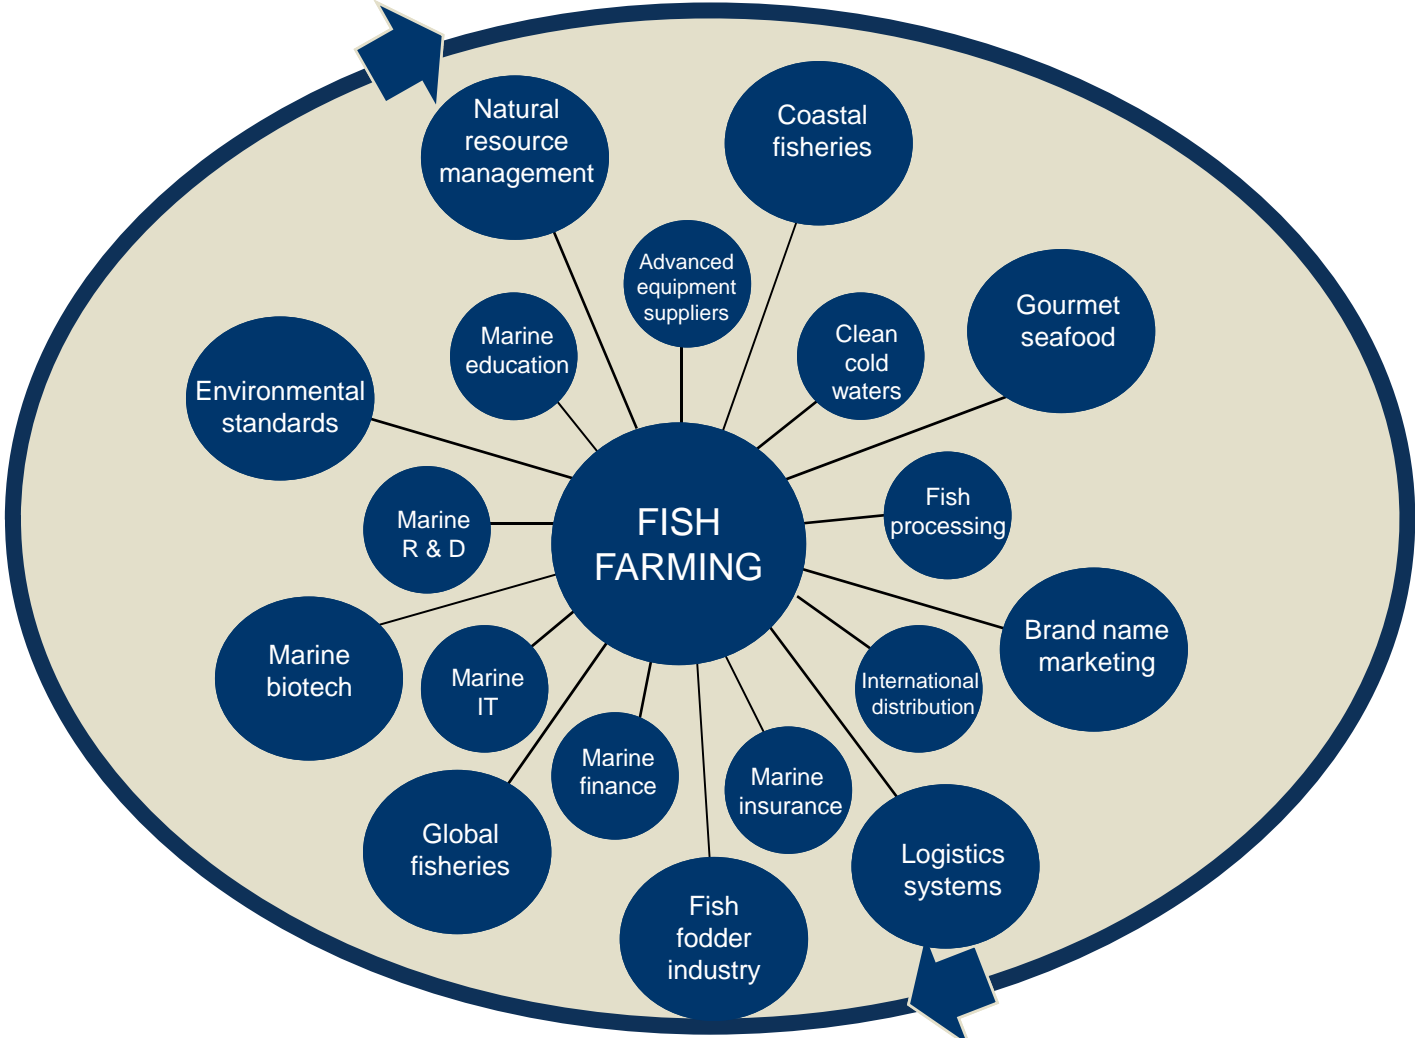 Natural
resource
management
Coastal
fisheries
Advanced
equipment
suppliers
Gourmet
seafood
Marine
education
Clean
cold
waters
Environmental
standards
Fish
processing
Marine
R & D
FISH
FARMING
Brand name
marketing
Marine
biotech
Marine
IT
International
distribution
Marine
finance
Marine
insurance
Global
fisheries
Logistics
systems
Fish
fodder
industry